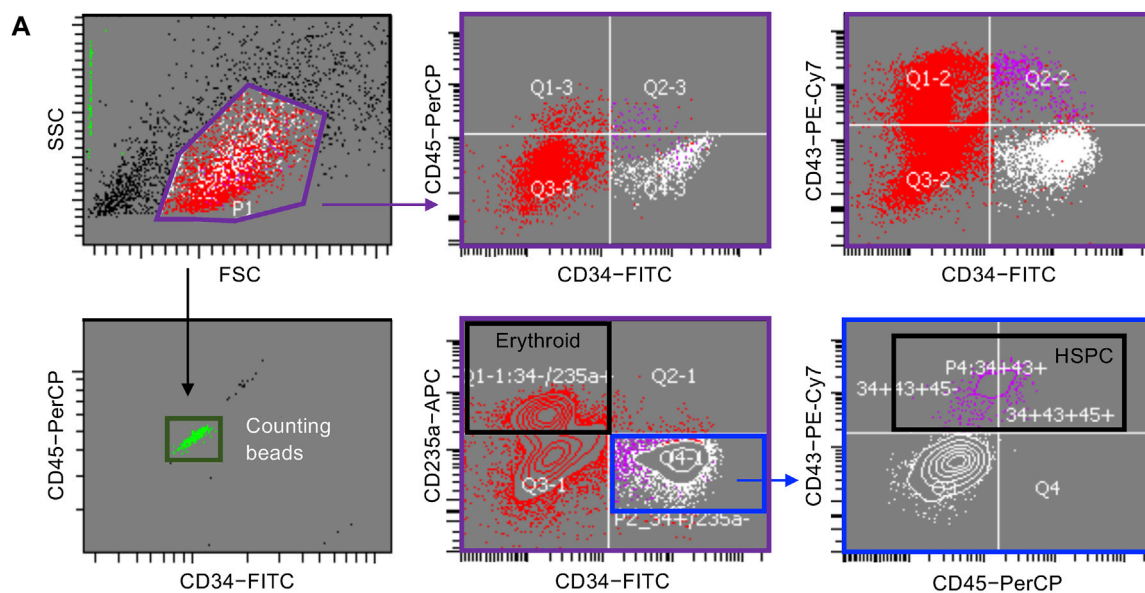 A
SSC
P1
FSC
CD45–PerCP
Q1-3
Q2-3
Q3-3
Q4-3
CD34–FITC
CD43–PE-Cy7
Q1-2
Q2-2
Q3-2
CD34–FITC
CD45–PerCP
Counting
beads
CD34–FITC
CD235a–APC
Erythroid
Q1-1:34-/235a+
Q2-1
Q3-1
Q4-1
P2_34++/235a-
CD34–FITC
CD43–PE-Cy7
HSPC
P4:34+43+
34+43+45-
34+43+45+
Q4
CD45–PerCP